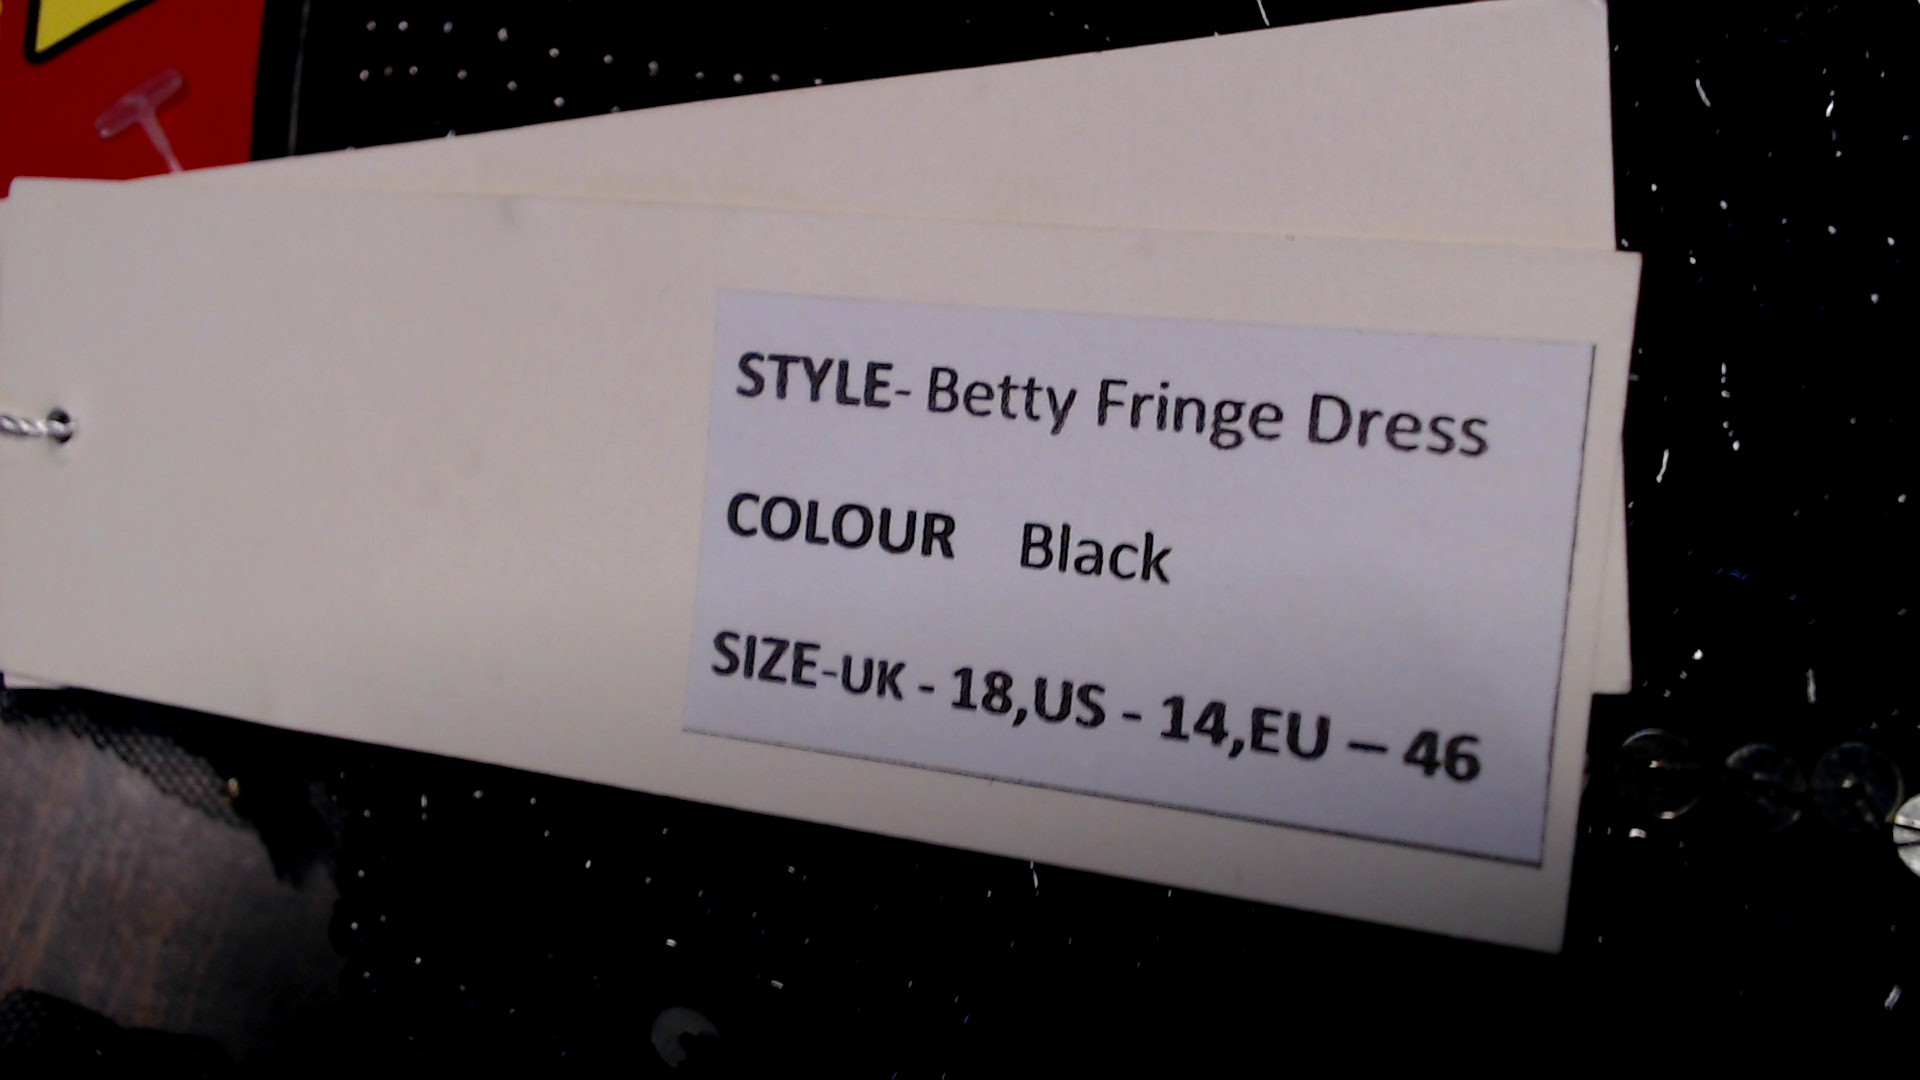 STYLE- Betty Fringe Dress
COLOUR Black
SIZE-UK - 18,US - 14,EU – 46